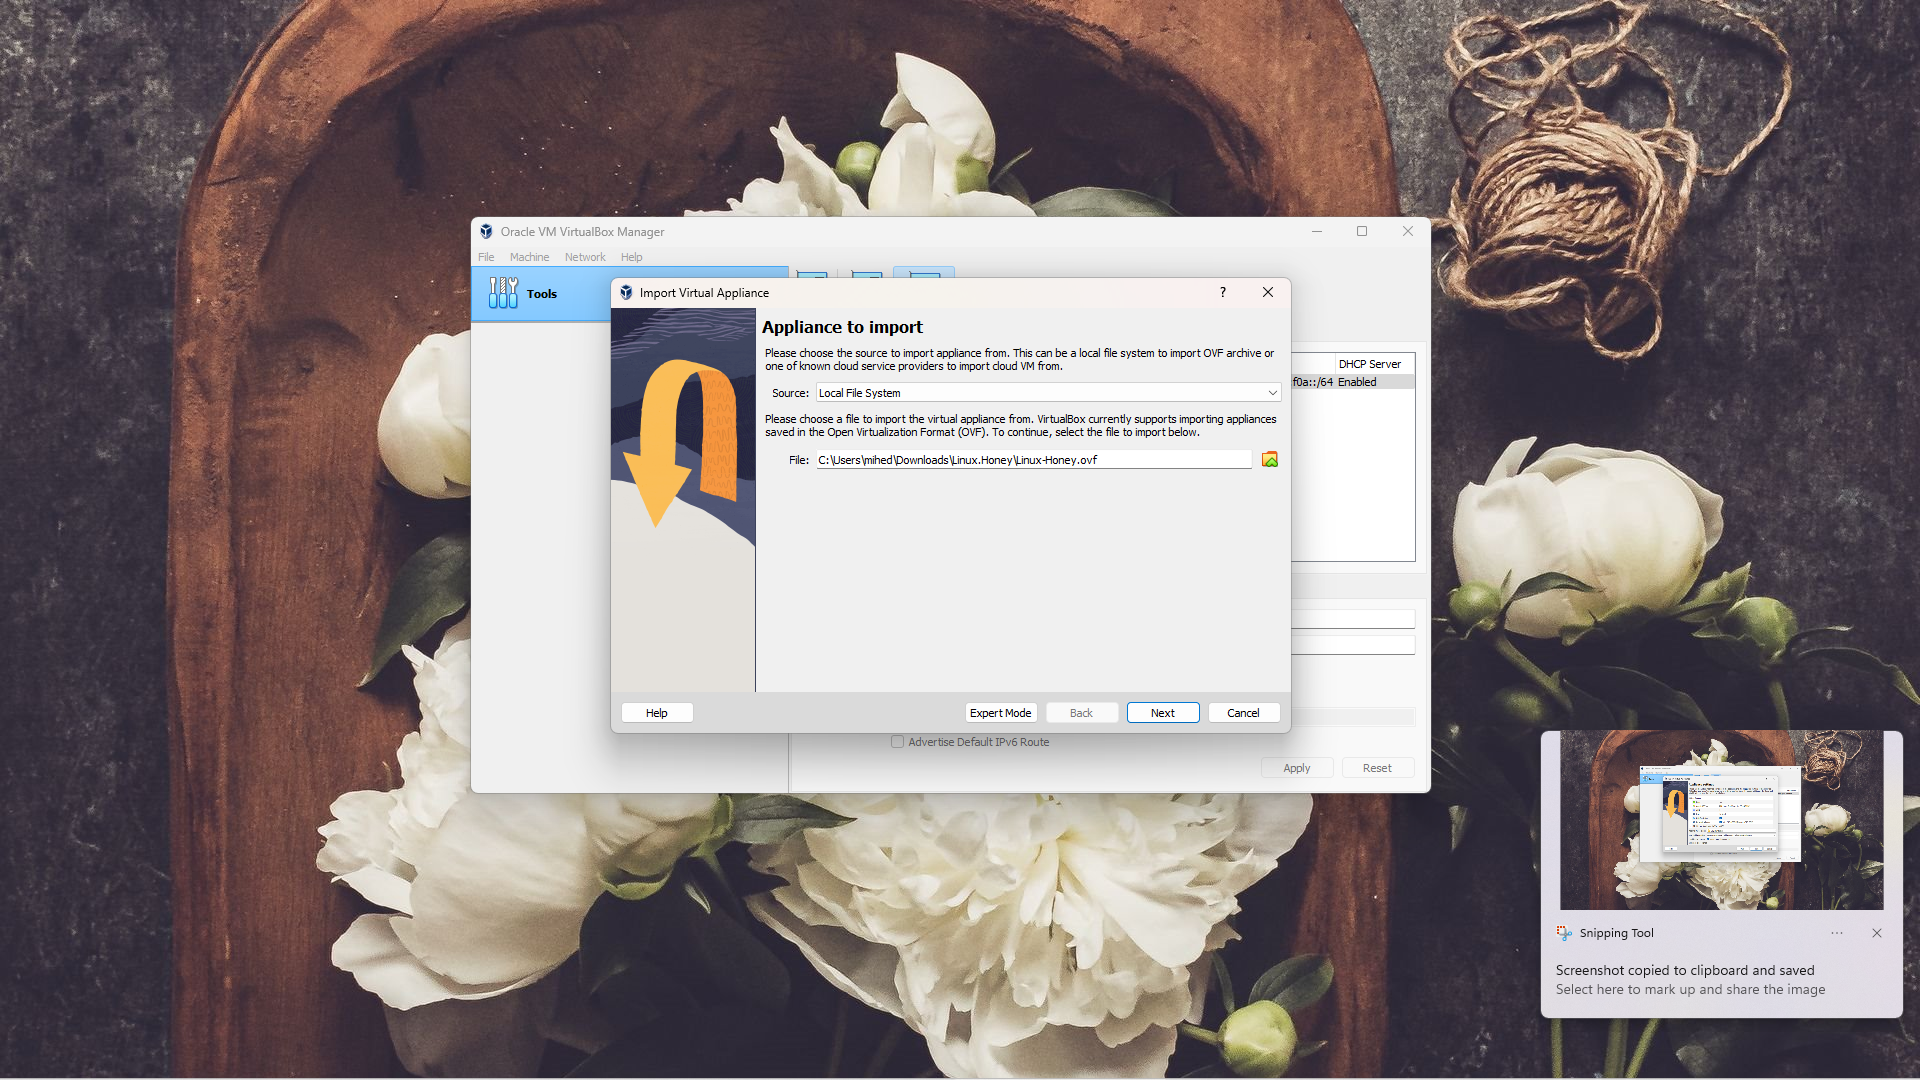 Oracle VM VirtualBox Manager
File Machine Network Help
Tools
Import Virtual Appliance
?
Appliance to import
Please choose the source to import appliance from. This can be a local file system to import OVF archive or
one of known cloud service providers to import cloud VM from.
Source: Local File System
Please choose a file to import the virtual appliance from. VirtualBox currently supports importing appliances
saved in the Open Virtualization Format (OVF). To continue, select the file to import below.
File: C:\Users\mihed\Downloads\Linux.Honey\Linux-Honey.ovf
DHCP Server
f0a::/64 Enabled
Help Expert Mode Back Next Cancel
Advertise Default IPv6 Route
Apply Reset
Snipping Tool
Screenshot copied to clipboard and saved
Select here to mark up and share the image